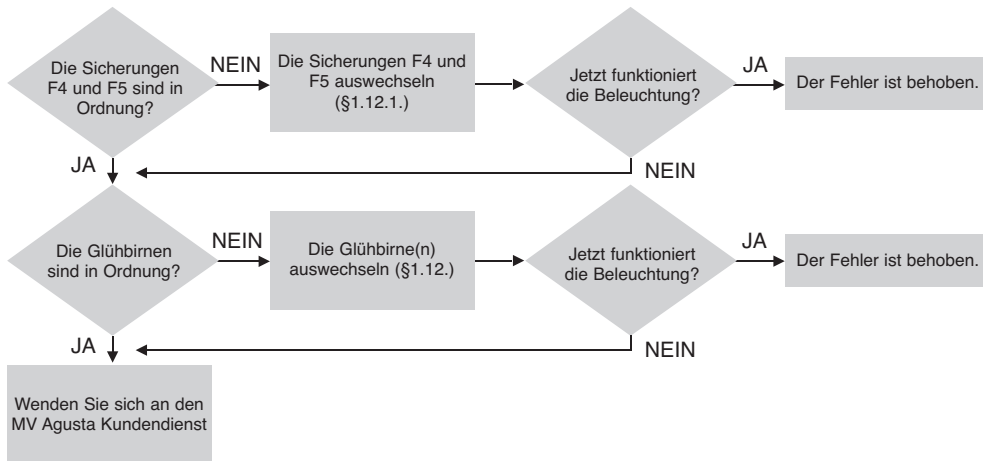 Die Sicherungen
F4 und F5 sind in
Ordnung?
NEIN
Die Sicherungen F4 und
F5 auswechseln
(§1.12.1.)
Jetzt funktioniert
die Beleuchtung?
JA
Der Fehler ist behoben.
JA
NEIN
Die Glühbirnen
sind in Ordnung?
NEIN
Die Glühbirne(n)
auswechseln (§1.12.)
Jetzt funktioniert
die Beleuchtung?
JA
Der Fehler ist behoben.
JA
NEIN
Wenden Sie sich an den
MV Agusta Kundendienst